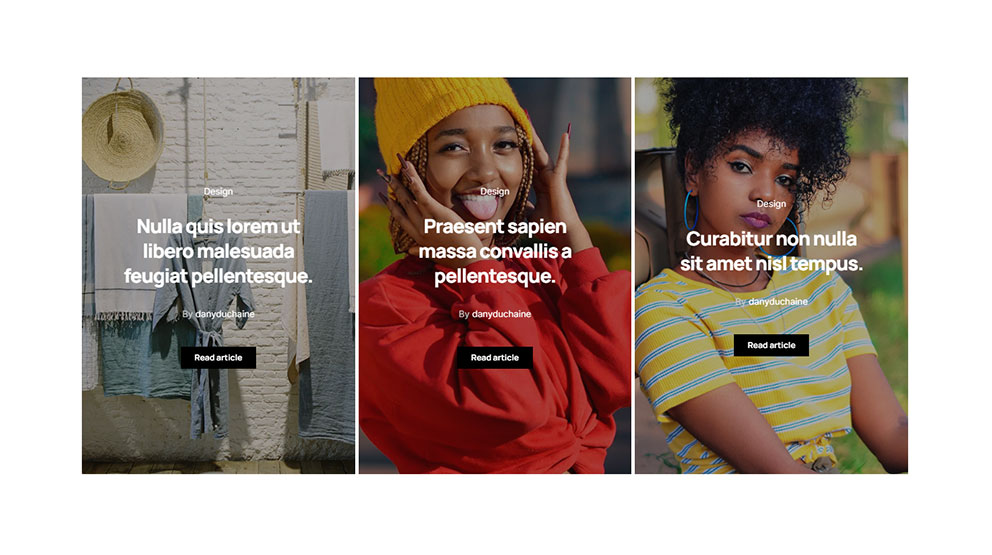 Design
Nulla quis lorem ut
libero malesuada
feugiat pellentesque.
By danyduchaine
Read article
Design
Praesent sapien
massa convallis a
pellentesque.
By danyduchaine
Read article
Design
Curabitur non nulla
sit amet nisl tempus.
By danyduchaine
Read article